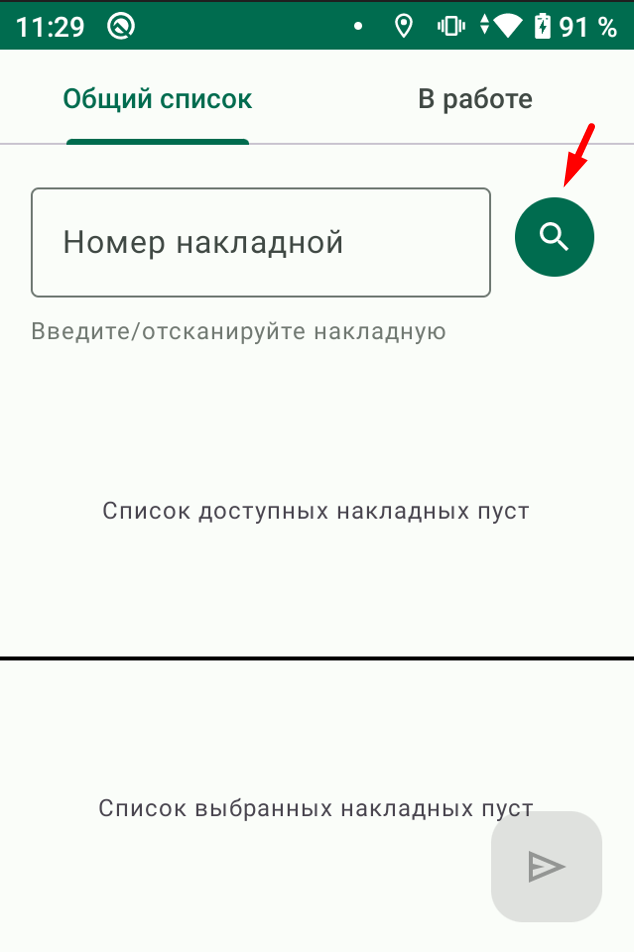 11:29 91 %
Общий список В работе
Номер накладной
Введите/отсканируйте накладную
Список доступных накладных пуст
Список выбранных накладных пуст